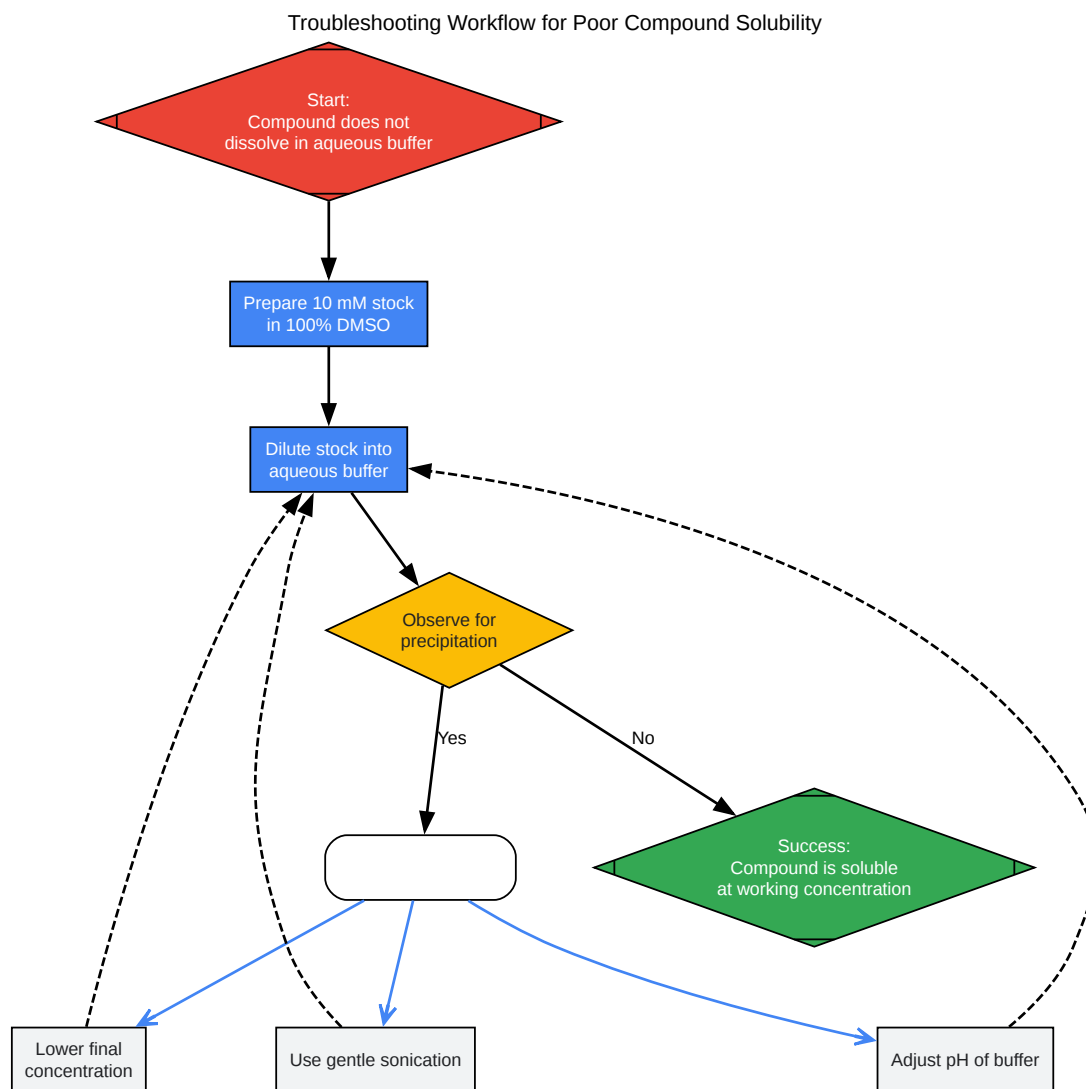 Troubleshooting Workflow for Poor Compound Solubility
Start:
Compound does not
dissolve in aqueous buffer
Prepare 10 mM stock
in 100% DMSO
Dilute stock into
aqueous buffer
Observe for
precipitation
Yes
No
Success:
Compound is soluble
at working concentration
Lower final
concentration
Use gentle sonication
Adjust pH of buffer